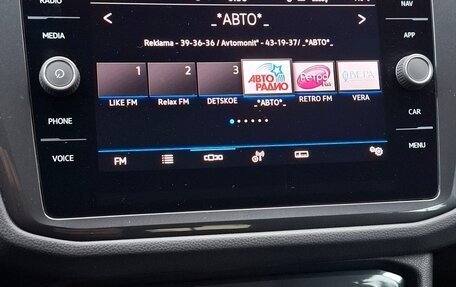 RADIO
NAV
< *АВТО*_ >
MEDIA
APP
Reklama - 39-36-36 / Avtomonit" - 43-19-37/ _*АВТО*_
1 2 3 АВТО РАДИО РЕТРО FM ВЕРА
LIKE FM Relax FM DETSKOE _*АВТО*_ RETRO FM VERA
PHONE
CAR
VOICE
FM
MENU